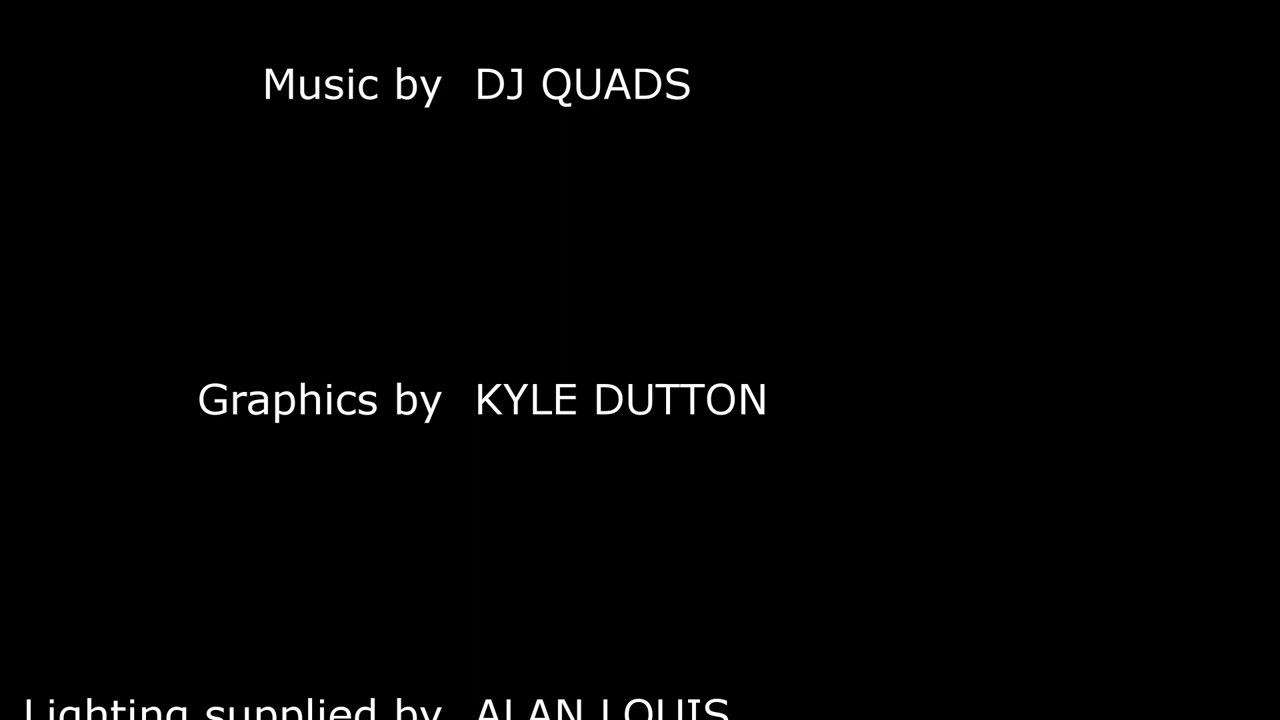 Music by DJ QUADS
Graphics by KYLE DUTTON
Lighting supplied by ALAN LOUIS